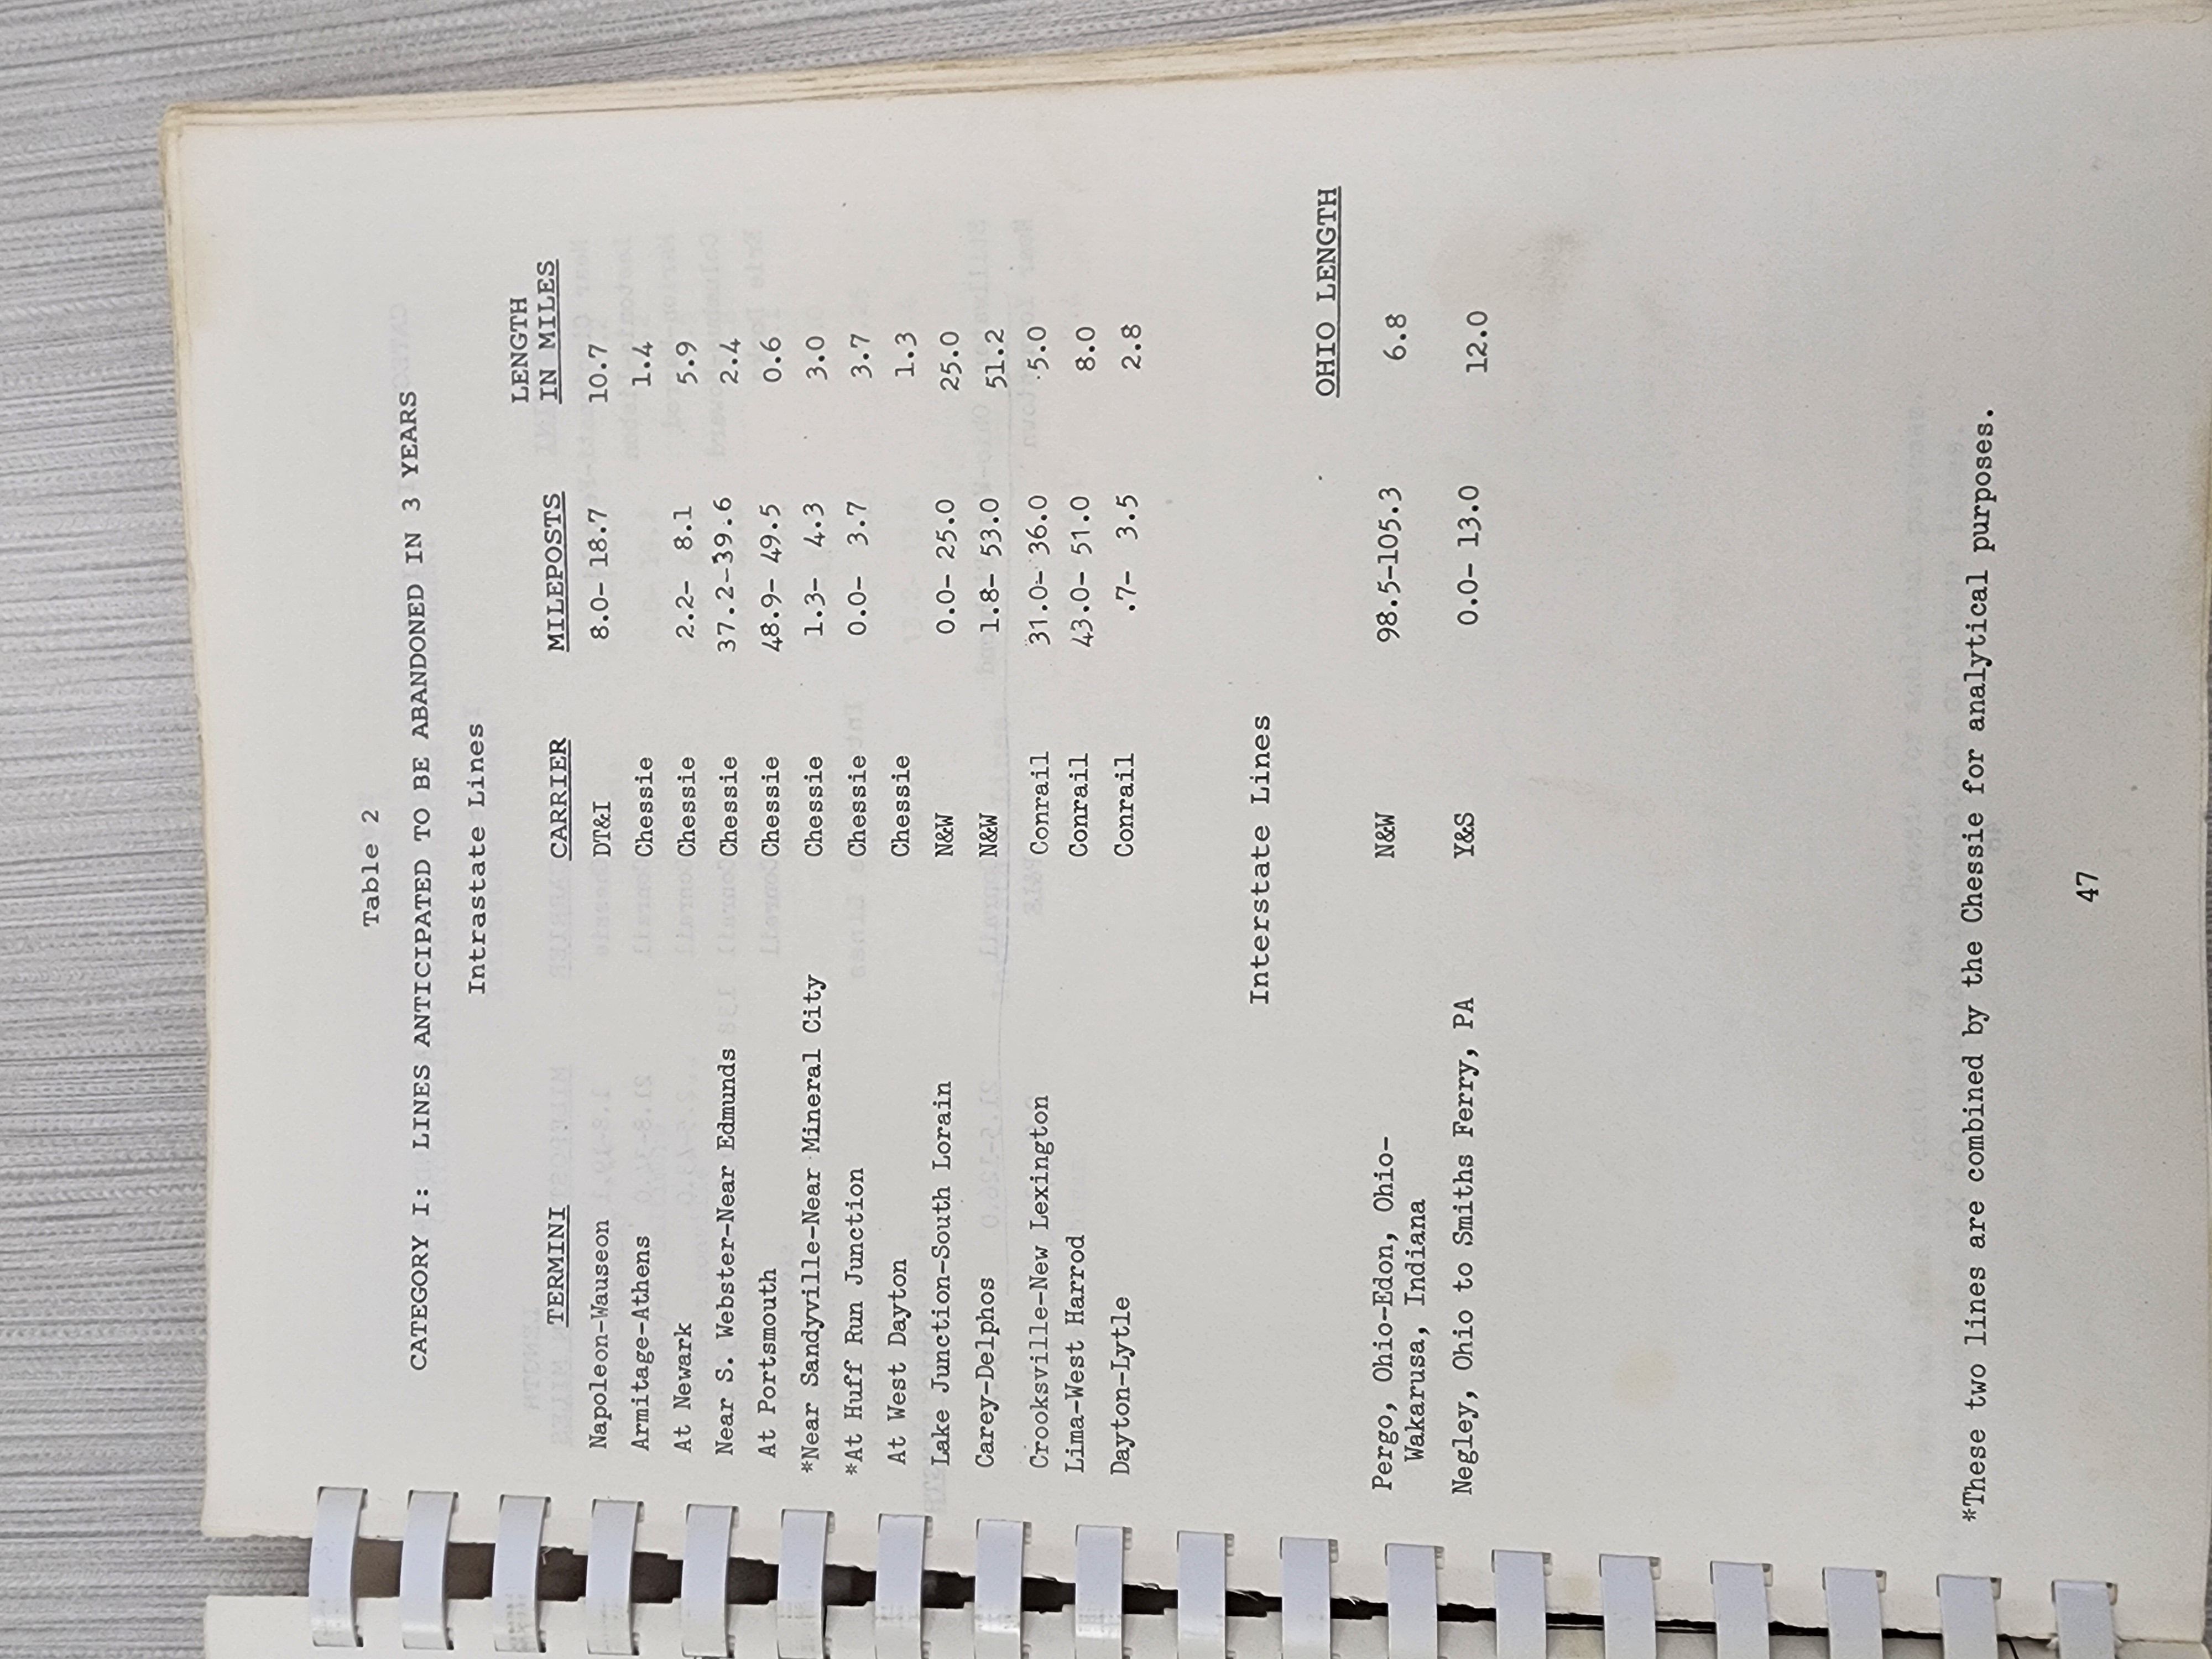 Table 2
CATEGORY I: LINES ANTICIPATED TO BE ABANDONED IN 3 YEARS
Intrastate Lines
LENGTH
TERMINI CARRIER MILEPOSTS IN MILES
Napoleon-Wauseon DT&I 8.0- 18.7 10.7
Armitage-Athens Chessie 1.4
At Newark Chessie 2.2- 8.1 5.9
Near S. Webster-Near Edmunds Chessie 37.2-39.6 2.4
At Portsmouth Chessie 48.9- 49.5 0.6
*Near Sandyville-Near Mineral City Chessie 1.3- 4.3 3.0
*At Huff Run Junction Chessie 0.0- 3.7 3.7
At West Dayton Chessie 1.3
Lake Junction-South Lorain N&W 0.0- 25.0 25.0
Carey-Delphos N&W 1.8- 53.0 51.2
Crooksville-New Lexington Conrail 31.0- 36.0 5.0
Lima-West Harrod Conrail 43.0- 51.0 8.0
Dayton-Lytle Conrail .7- 3.5 2.8
Interstate Lines
OHIO LENGTH
Pergo, Ohio-Edon, Ohio- N&W 98.5-105.3 6.8
Wakarusa, Indiana
Negley, Ohio to Smiths Ferry, PA Y&S 0.0- 13.0 12.0
*These two lines are combined by the Chessie for analytical purposes.
47